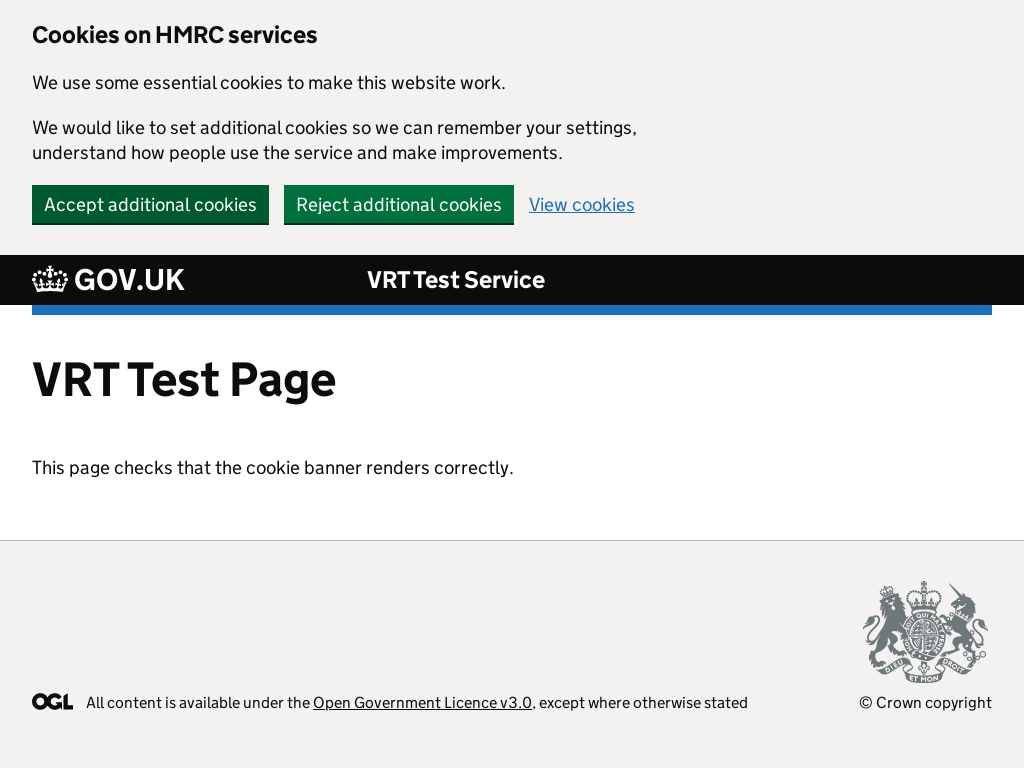 Cookies on HMRC services
We use some essential cookies to make this website work.
We would like to set additional cookies so we can remember your settings,
understand how people use the service and make improvements.
Accept additional cookies
Reject additional cookies
View cookies
GOV.UK
VRT Test Service
VRT Test Page
This page checks that the cookie banner renders correctly.
DIEU ET MON DROIT
OGL
All content is available under the Open Government Licence v3.0, except where otherwise stated
© Crown copyright